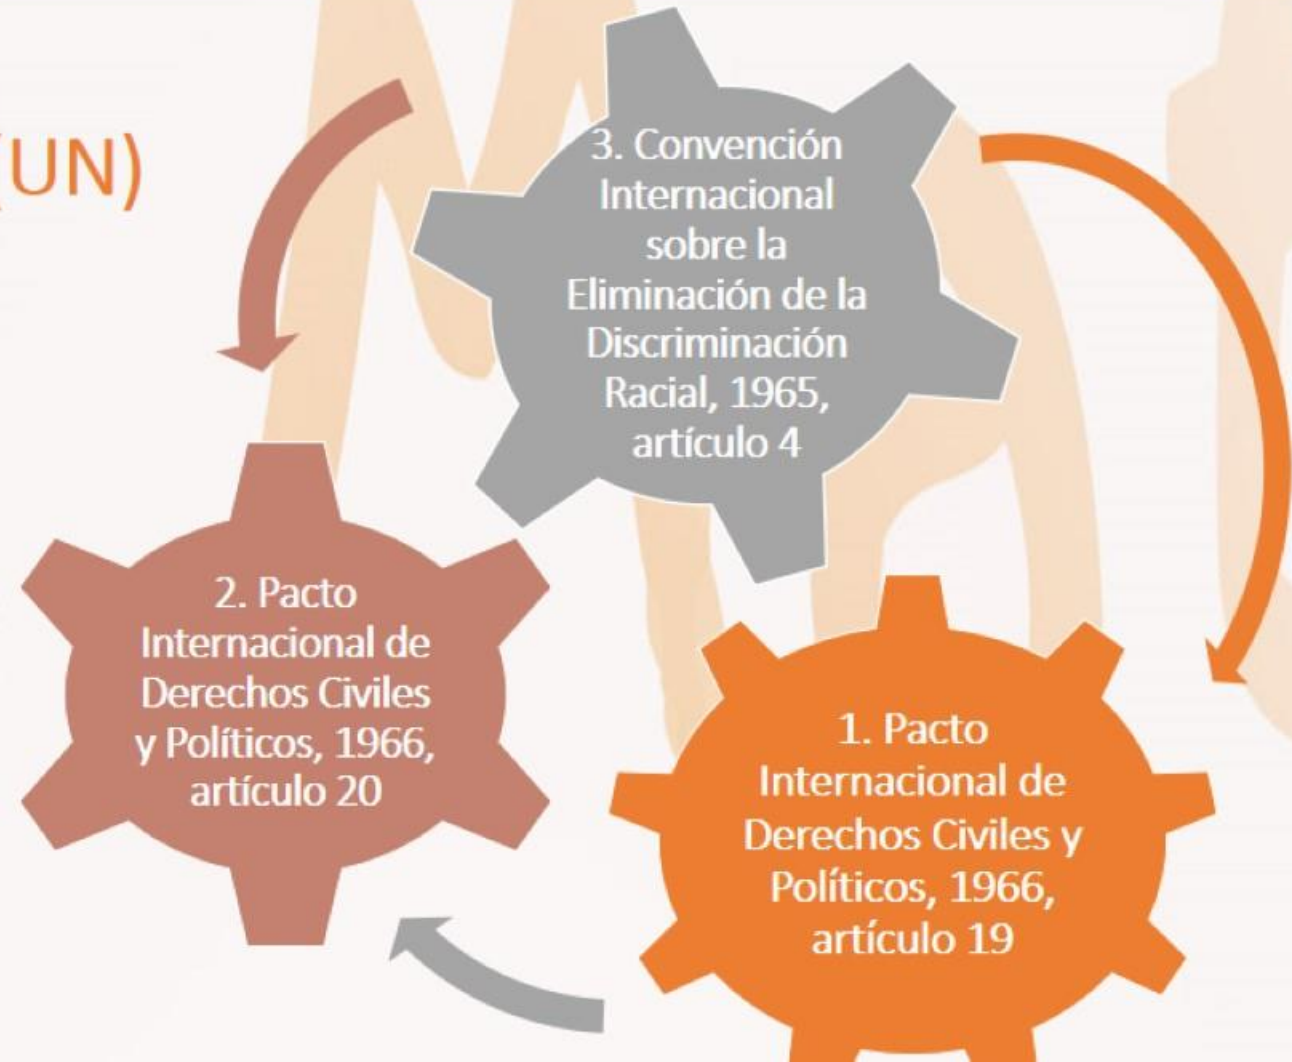 (UN)
3. Convención
Internacional
sobre la
Eliminación de la
Discriminación
Racial, 1965,
artículo 4
2. Pacto
Internacional de
Derechos Civiles
y Políticos, 1966,
artículo 20
1. Pacto
Internacional de
Derechos Civiles y
Políticos, 1966,
artículo 19